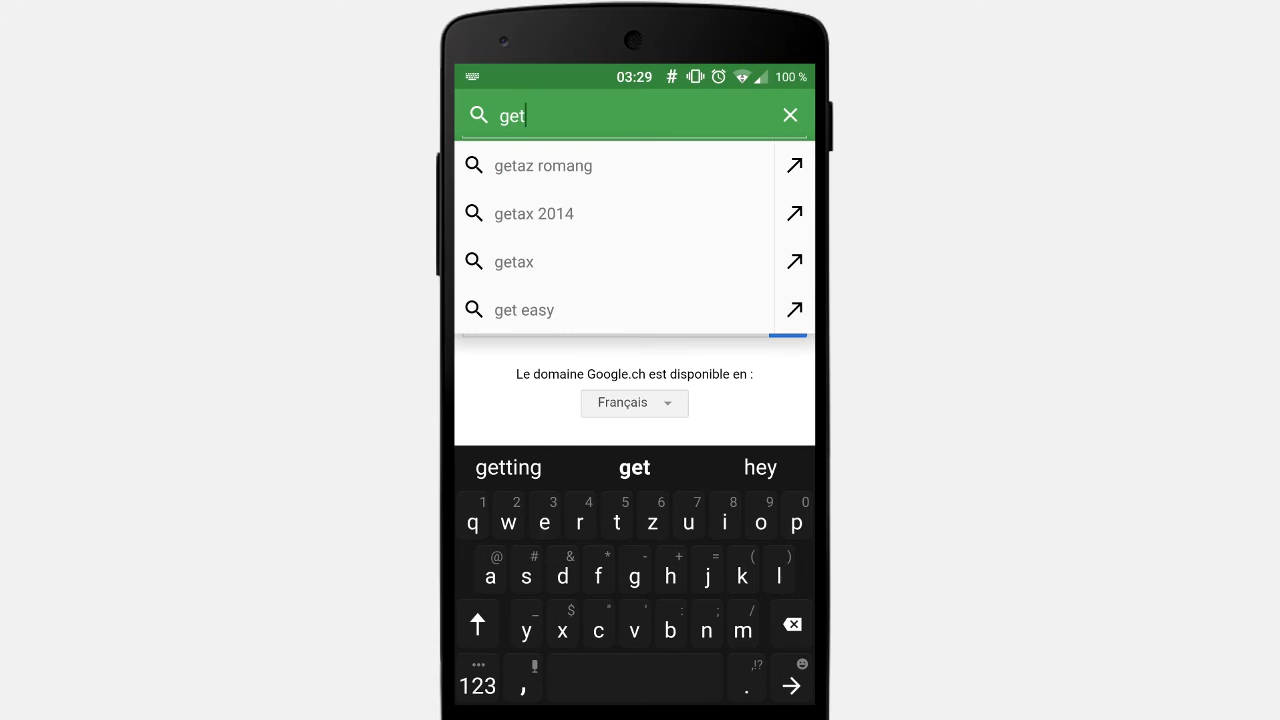 03:29 # 100 %
get
getaz romang
getax 2014
getax
get easy
Le domaine Google.ch est disponible en :
Français
getting get hey
1 2 3 4 5 6 7 8 9 0
q w e r t z u i o p
@ # & * - + = ( )
a s d f g h j k l
_ $ " ' : ; /
y x c v b n m
,!?
123 , .